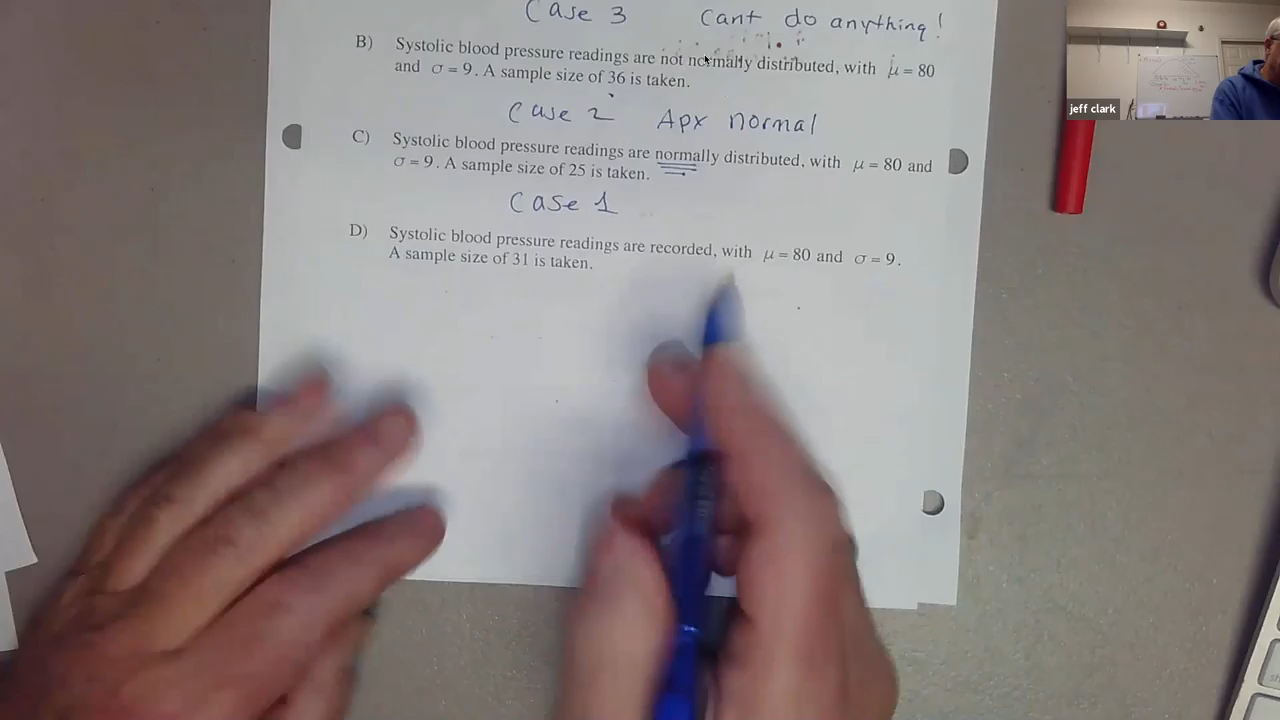 Case 3 Cant do anything!
B) Systolic blood pressure readings are not normally distributed, with μ = 80
and σ = 9. A sample size of 36 is taken.
Case 2 Apx normal
C) Systolic blood pressure readings are normally distributed, with μ = 80 and
σ = 9. A sample size of 25 is taken.
Case 1
D) Systolic blood pressure readings are recorded, with μ = 80 and σ = 9.
A sample size of 31 is taken.
jeff clark